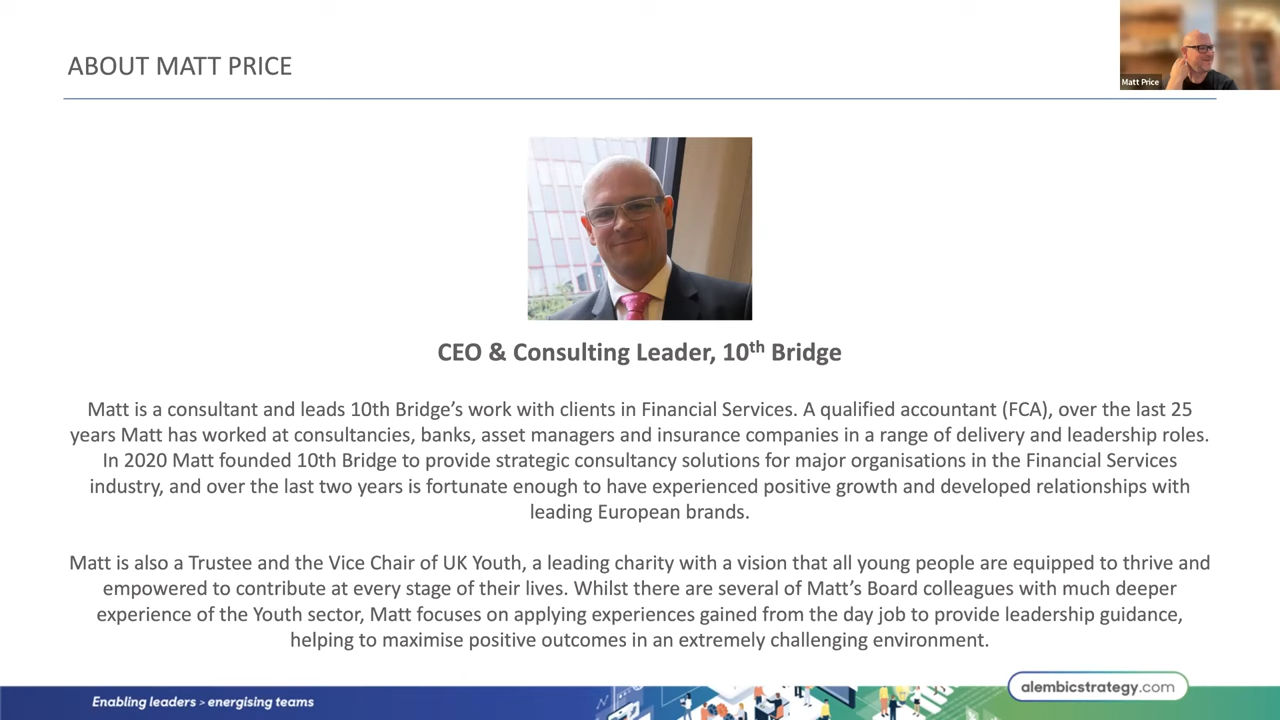 ABOUT MATT PRICE
Matt Price
CEO & Consulting Leader, 10th Bridge
Matt is a consultant and leads 10th Bridge’s work with clients in Financial Services. A qualified accountant (FCA), over the last 25
years Matt has worked at consultancies, banks, asset managers and insurance companies in a range of delivery and leadership roles.
In 2020 Matt founded 10th Bridge to provide strategic consultancy solutions for major organisations in the Financial Services
industry, and over the last two years is fortunate enough to have experienced positive growth and developed relationships with
leading European brands.
Matt is also a Trustee and the Vice Chair of UK Youth, a leading charity with a vision that all young people are equipped to thrive and
empowered to contribute at every stage of their lives. Whilst there are several of Matt’s Board colleagues with much deeper
experience of the Youth sector, Matt focuses on applying experiences gained from the day job to provide leadership guidance,
helping to maximise positive outcomes in an extremely challenging environment.
Enabling leaders > energising teams
alembicstrategy.com